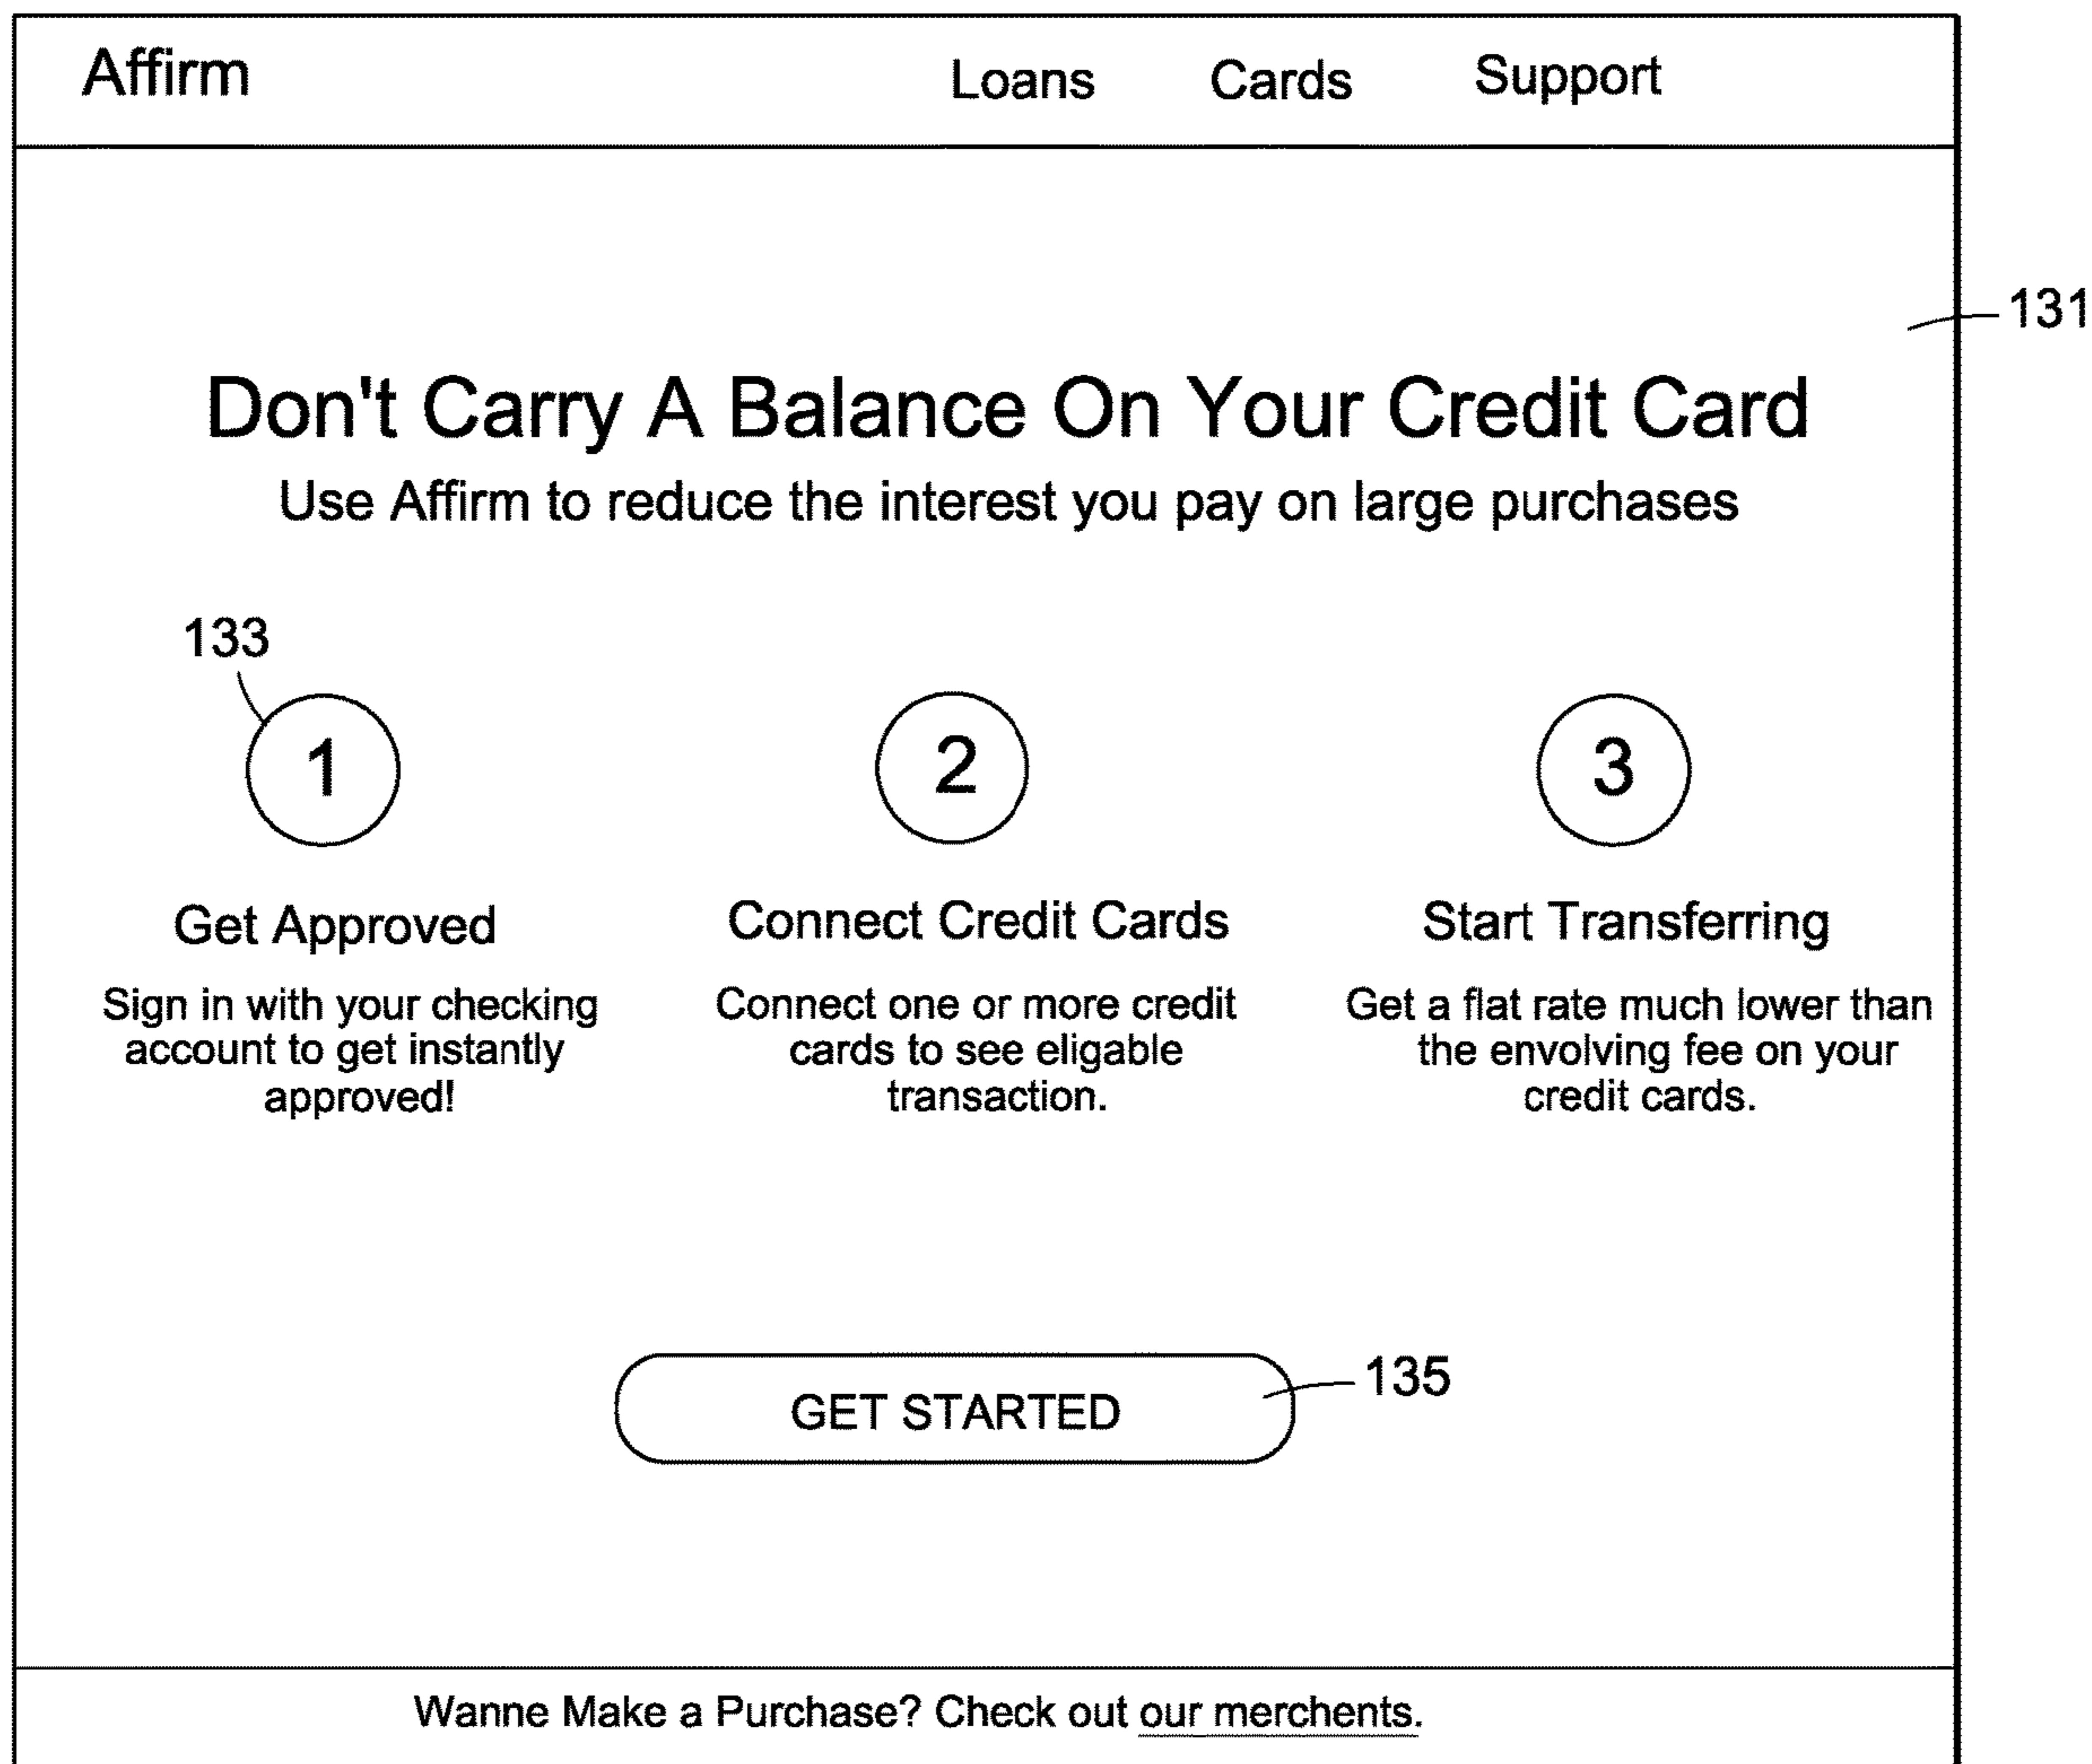 Affirm Loans Cards Support
131
Don't Carry A Balance On Your Credit Card
Use Affirm to reduce the interest you pay on large purchases
133
1
2
3
Get Approved
Sign in with your checking
account to get instantly
approved!
Connect Credit Cards
Connect one or more credit
cards to see eligable
transaction.
Start Transferring
Get a flat rate much lower than
the envolving fee on your
credit cards.
GET STARTED
135
Wanne Make a Purchase? Check out our merchents.